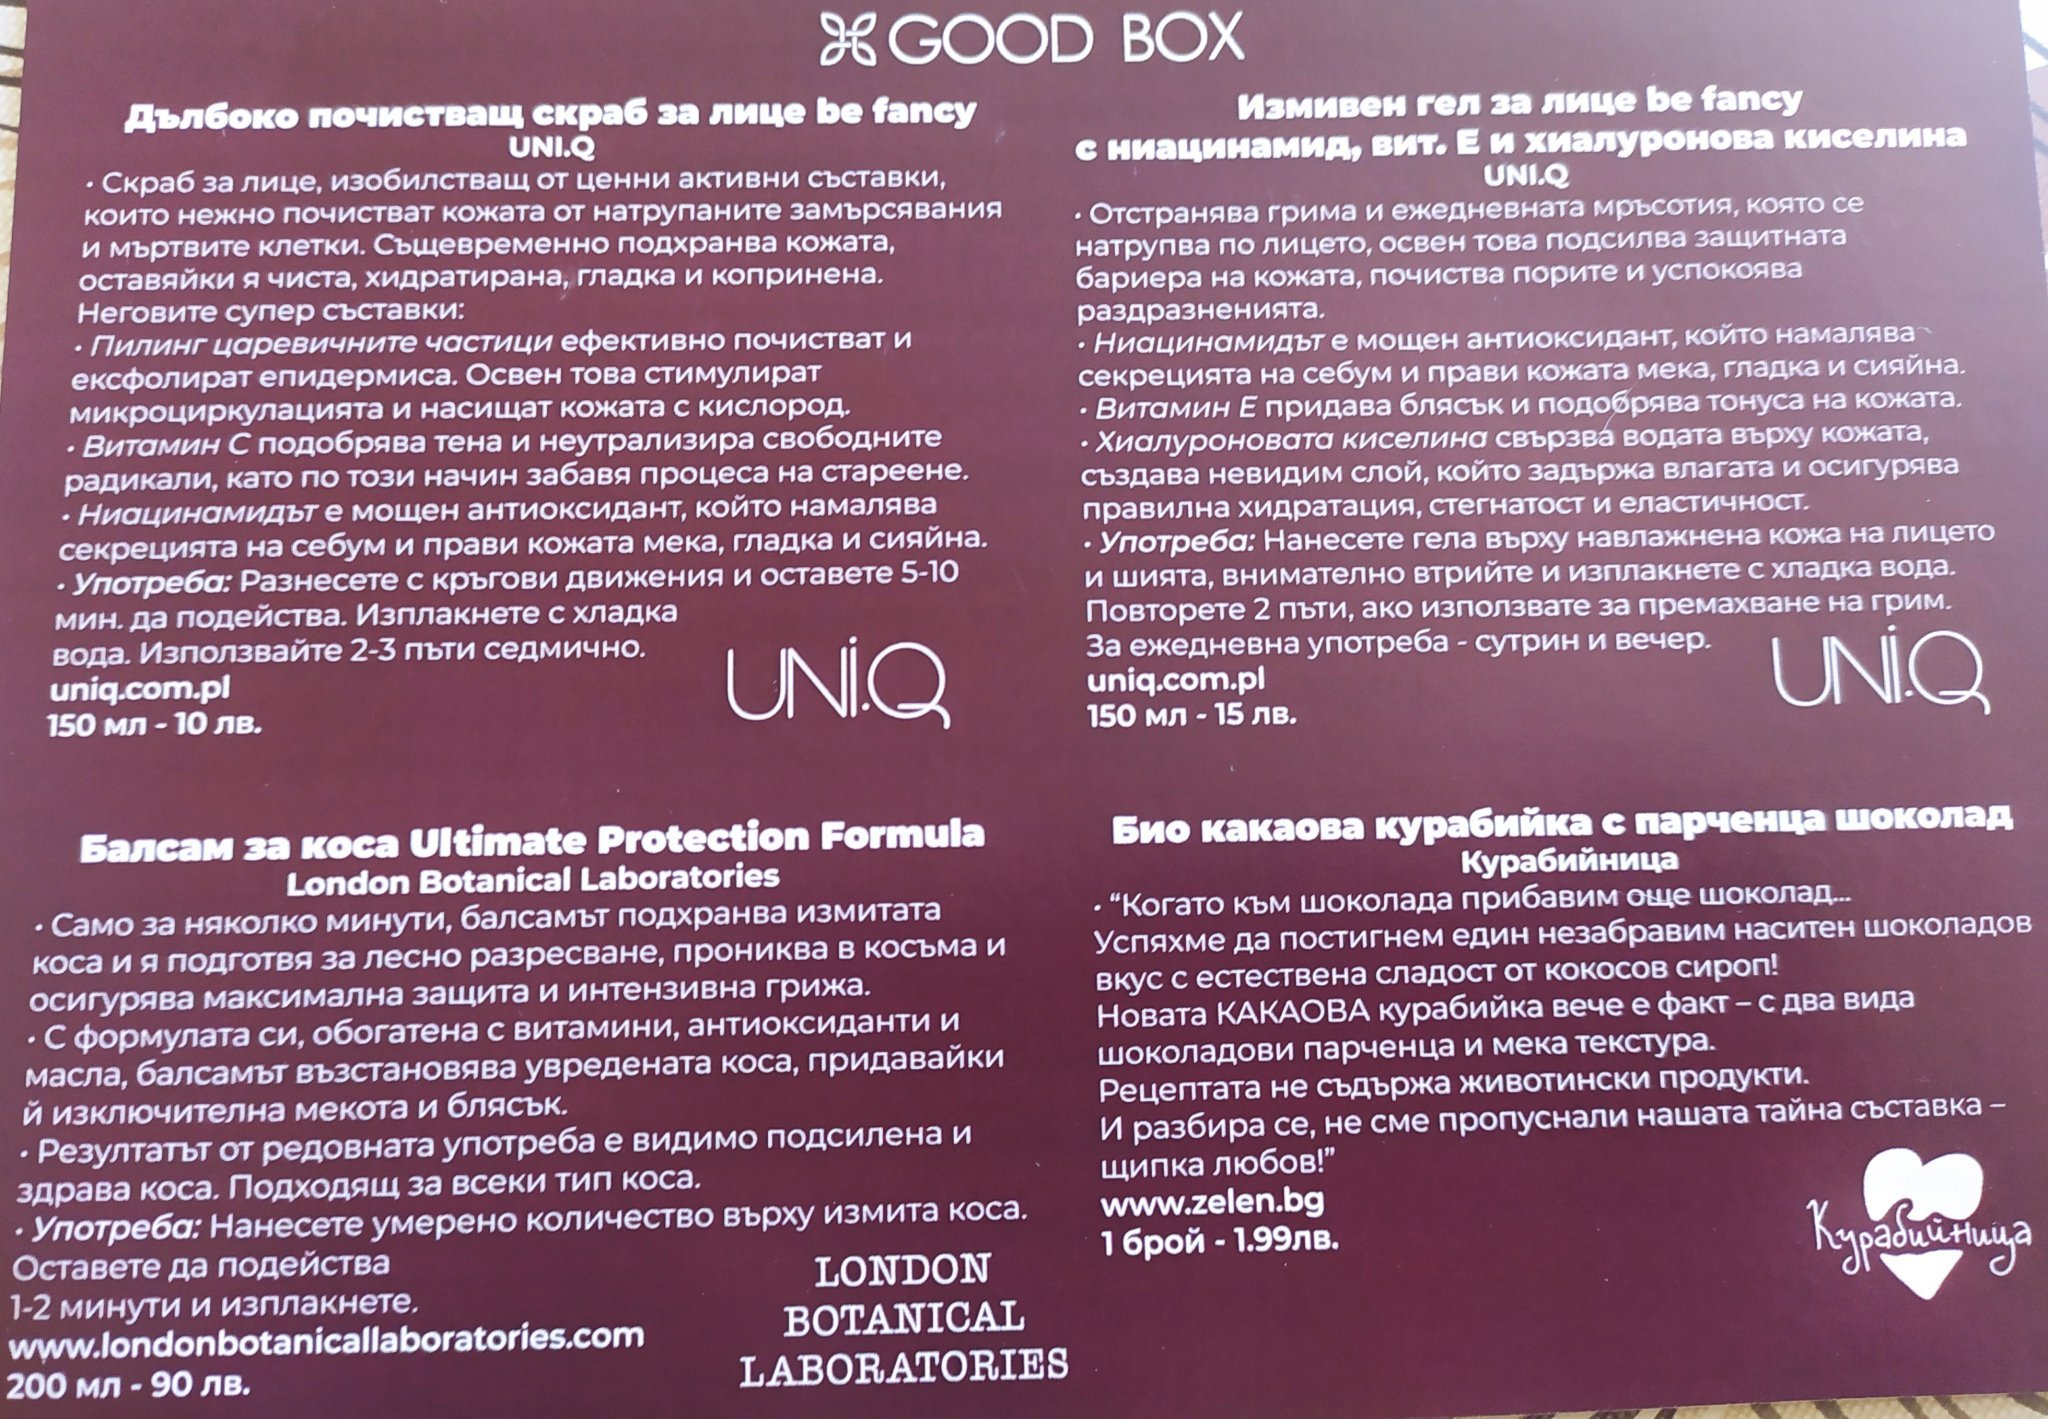 GOOD BOX
Дълбоко почистващ скраб за лице be fancy
UNI.Q
• Скраб за лице, изобилстващ от ценни активни съставки,
които нежно почистват кожата от натрупаните замърсявания
и мъртвите клетки. Същевременно подхранва кожата,
оставяйки я чиста, хидратирана, гладка и копринена.
Неговите супер съставки:
• Пилинг царевичните частици ефективно почистват и
ексфолират епидермиса. Освен това стимулират
микроциркулацията и насищат кожата с кислород.
• Витамин С подобрява тена и неутрализира свободните
радикали, като по този начин забавя процеса на стареене.
• Ниацинамидът е мощен антиоксидант, който намалява
секрецията на себум и прави кожата мека, гладка и сияйна.
• Употреба: Разнесете с кръгови движения и оставете 5-10
мин. да подейства. Изплакнете с хладка
вода. Използвайте 2-3 пъти седмично.
uniq.com.pl
150 мл - 10 лв.
UNi.Q
Измивен гел за лице be fancy
с ниацинамид, вит. Е и хиалуронова киселина
UNI.Q
• Отстранява грима и ежедневната мръсотия, която се
натрупва по лицето, освен това подсилва защитната
бариера на кожата, почиства порите и успокоява
раздразненията.
• Ниацинамидът е мощен антиоксидант, който намалява
секрецията на себум и прави кожата мека, гладка и сияйна.
• Витамин Е придава блясък и подобрява тонуса на кожата.
• Хиалуроновата киселина свързва водата върху кожата,
създава невидим слой, който задържа влагата и осигурява
правилна хидратация, стегнатост и еластичност.
• Употреба: Нанесете гела върху навлажнена кожа на лицето
и шията, внимателно втрийте и изплакнете с хладка вода.
Повторете 2 пъти, ако използвате за премахване на грим.
За ежедневна употреба - сутрин и вечер.
uniq.com.pl
150 мл - 15 лв.
UNi.Q
Балсам за коса Ultimate Protection Formula
London Botanical Laboratories
• Само за няколко минути, балсамът подхранва измитата
коса и я подготвя за лесно разресване, прониква в косъма и
осигурява максимална защита и интензивна грижа.
• С формулата си, обогатена с витамини, антиоксиданти и
масла, балсамът възстановява увредената коса, придавайки
й изключителна мекота и блясък.
• Резултатът от редовната употреба е видимо подсилена и
здрава коса. Подходящ за всеки тип коса.
• Употреба: Нанесете умерено количество върху измита коса.
Оставете да подейства
1-2 минути и изплакнете.
www.londonbotanicallaboratories.com
200 мл - 90 лв.
LONDON
BOTANICAL
LABORATORIES
Био какаова курабийка с парченца шоколад
Курабийница
• “Когато към шоколада прибавим още шоколад...
Успяхме да постигнем един незабравим наситен шоколадов
вкус с естествена сладост от кокосов сироп!
Новата КАКАОВА курабийка вече е факт – с два вида
шоколадови парченца и мека текстура.
Рецептата не съдържа животински продукти.
И разбира се, не сме пропуснали нашата тайна съставка –
щипка любов!”
www.zelen.bg
1 брой - 1.99лв.
Курабийница